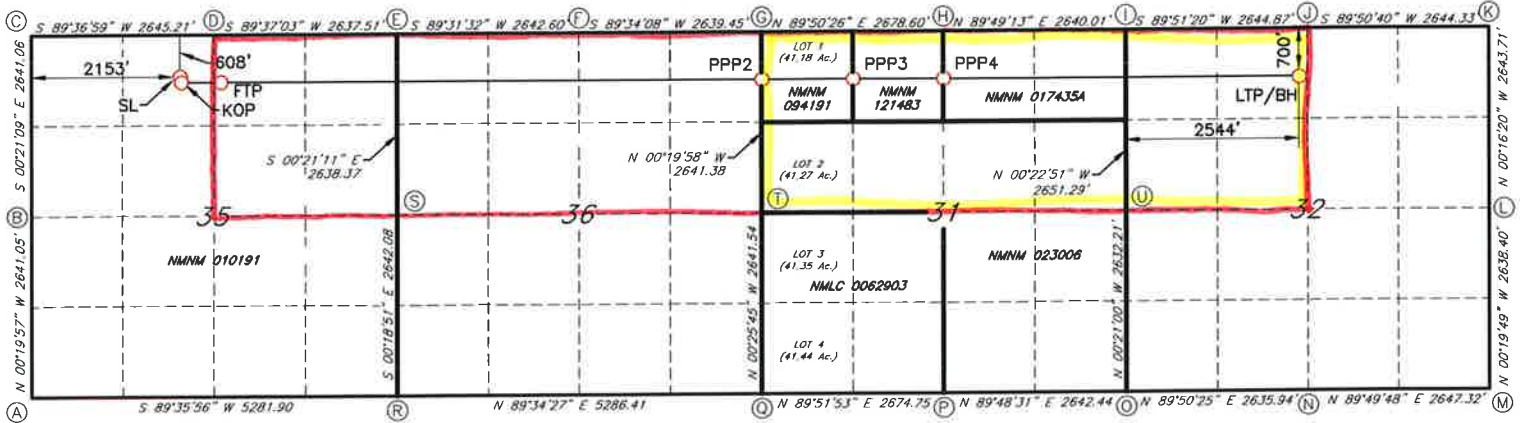 C S 89°36'59" W 2645.21' D S 89°37'03" W 2637.51' E S 89°31'32" W 2642.60' F S 89°34'08" W 2639.45' G N 89°50'26" E 2678.60' H N 89°49'13" E 2640.01' I S 89°51'20" W 2644.87' J S 89°50'40" W 2644.33' K
S 00°21'09" E 2641.06
2153'
608'
SL
KOP
FTP
PPP2
LOT 1
(41.18 Ac.)
PPP3
PPP4
NMNM
094191
NMNM
121483
NMNM 017435A
700'
LTP/BH
2544'
N 00°16'20" W 2643.71'
S 00°21'11" E
2638.37
N 00°19'58" W
2641.38
LOT 2
(41.27 Ac.)
N 00°22'51" W
2651.29'
B
35
S
36
T
31
U
32
L
NMNM 010191
N 00°19'57" W 2641.05'
S 00°18'51" E 2642.08
N 00°25'45" W 2641.54
LOT 3
(41.35 Ac.)
NMLC 0062903
NMNM 023006
LOT 4
(41.44 Ac.)
N 00°21'00" W 2632.21'
N 00°19'49" W 2638.40'
A S 89°35'56" W 5281.90 R N 89°34'27" E 5286.41 Q N 89°51'53" E 2674.75 P N 89°48'31" E 2642.44 O N 89°50'25" E 2635.94' N N 89°49'48" E 2647.32' M